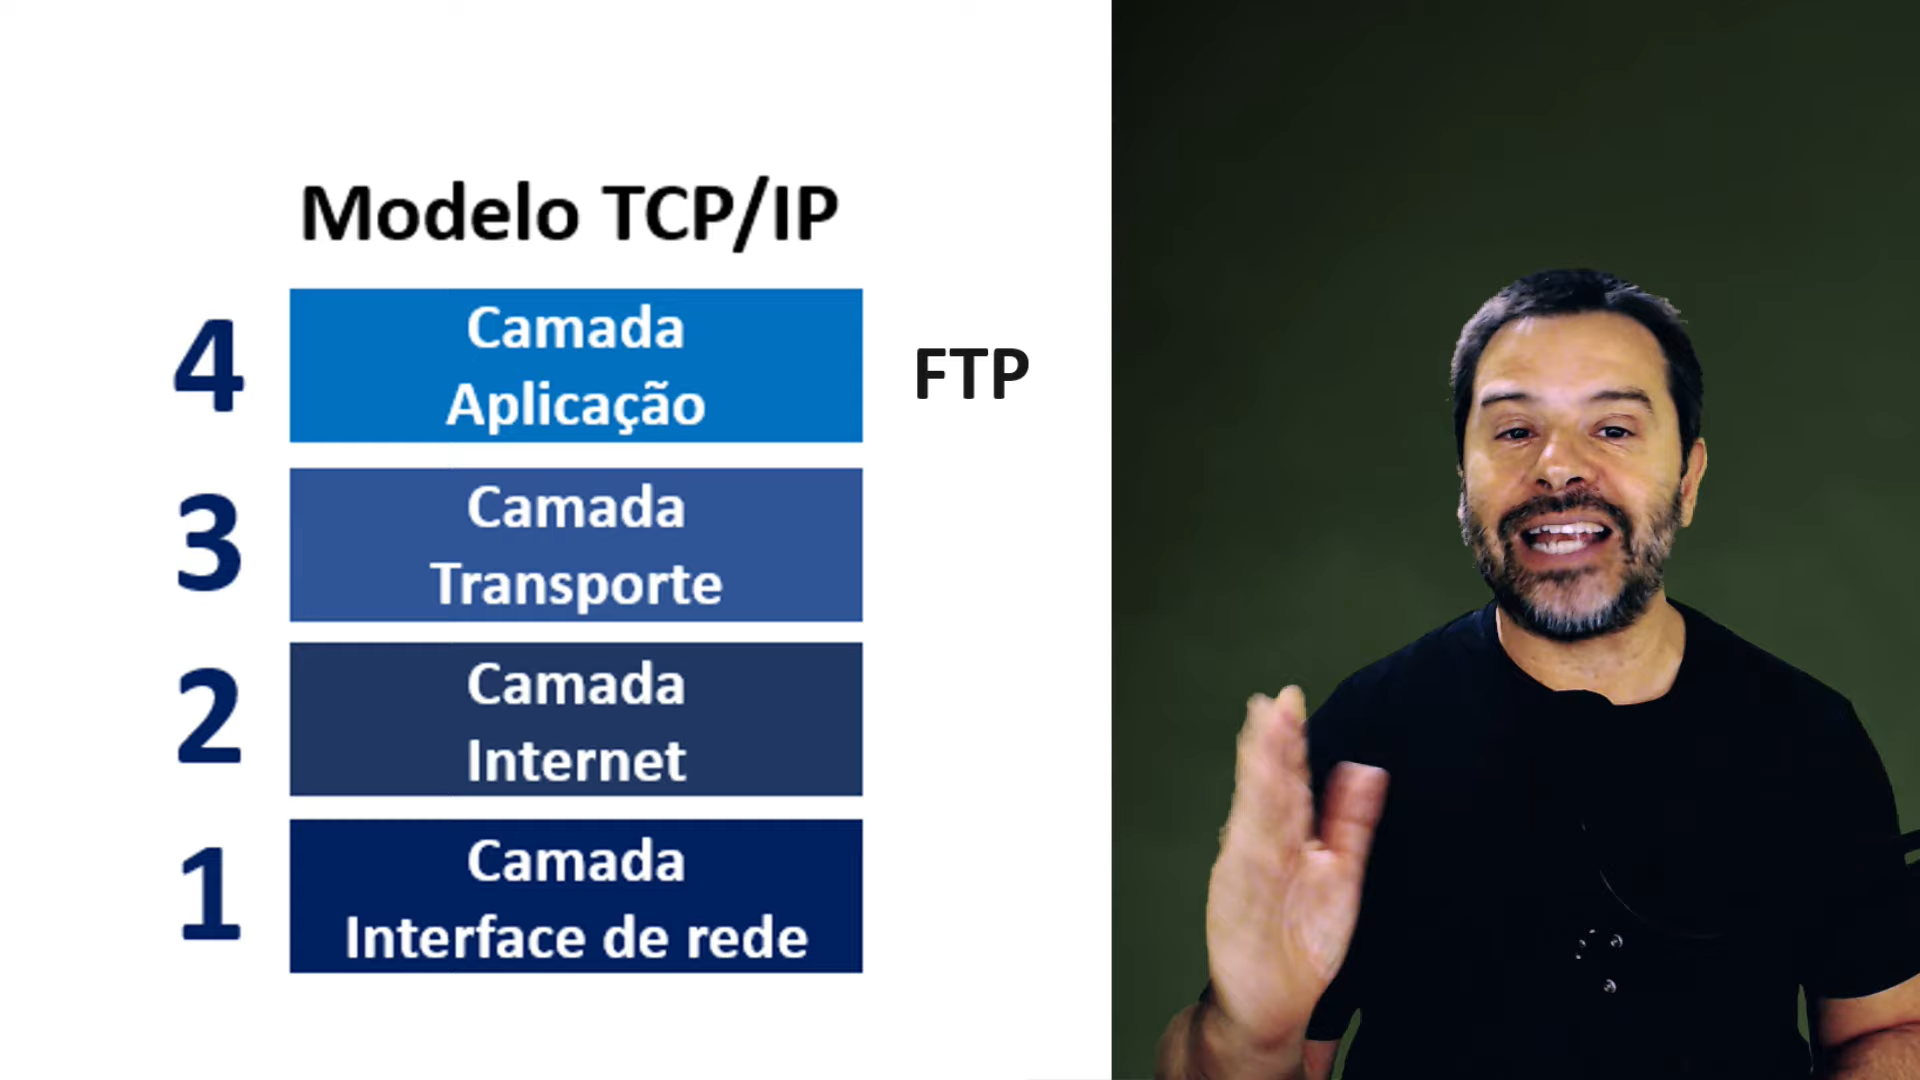 Modelo TCP/IP
4
Camada
Aplicação
FTP
3
Camada
Transporte
2
Camada
Internet
1
Camada
Interface de rede